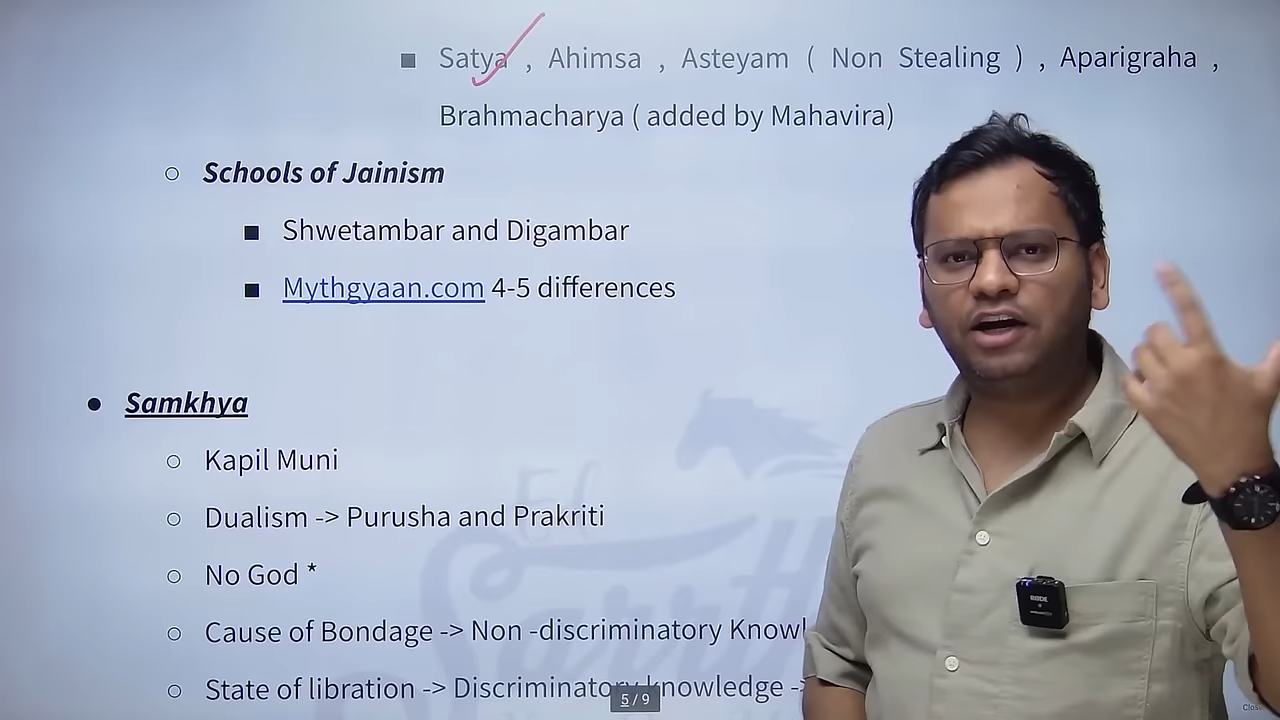 ■ Satya , Ahimsa , Asteyam ( Non Stealing ) , Aparigraha ,
Brahmacharya ( added by Mahavira)
○ Schools of Jainism
■ Shwetambar and Digambar
■ Mythgyaan.com 4-5 differences
● Samkhya
○ Kapil Muni
○ Dualism -> Purusha and Prakriti
○ No God *
○ Cause of Bondage -> Non -discriminatory Knowl
○ State of libration -> Discriminatory knowledge -
5 / 9
RODE